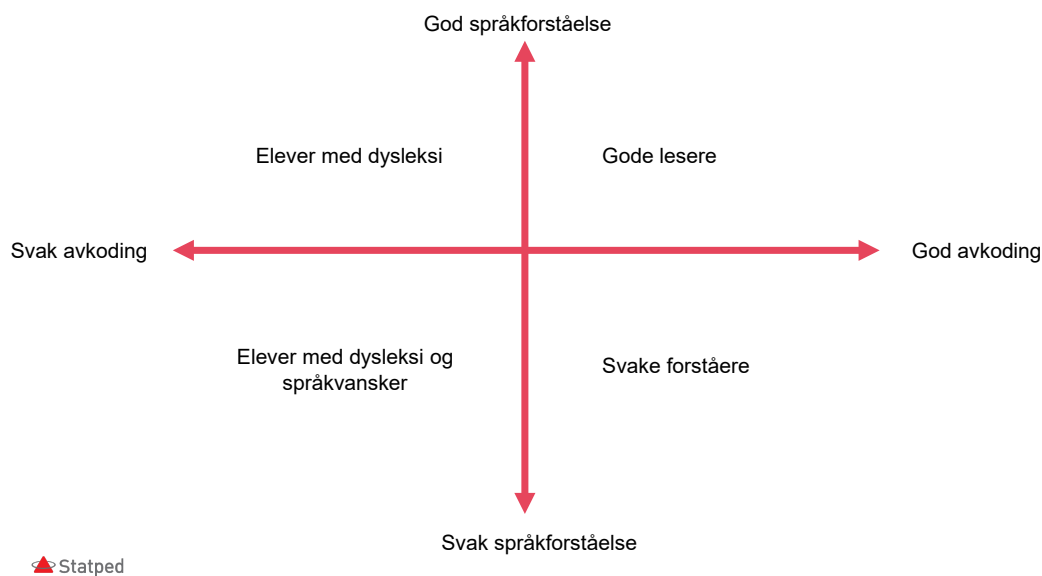 God språkforståelse
Elever med dysleksi
Gode lesere
Svak avkoding
God avkoding
Elever med dysleksi og
språkvansker
Svake forståere
Svak språkforståelse
Statped